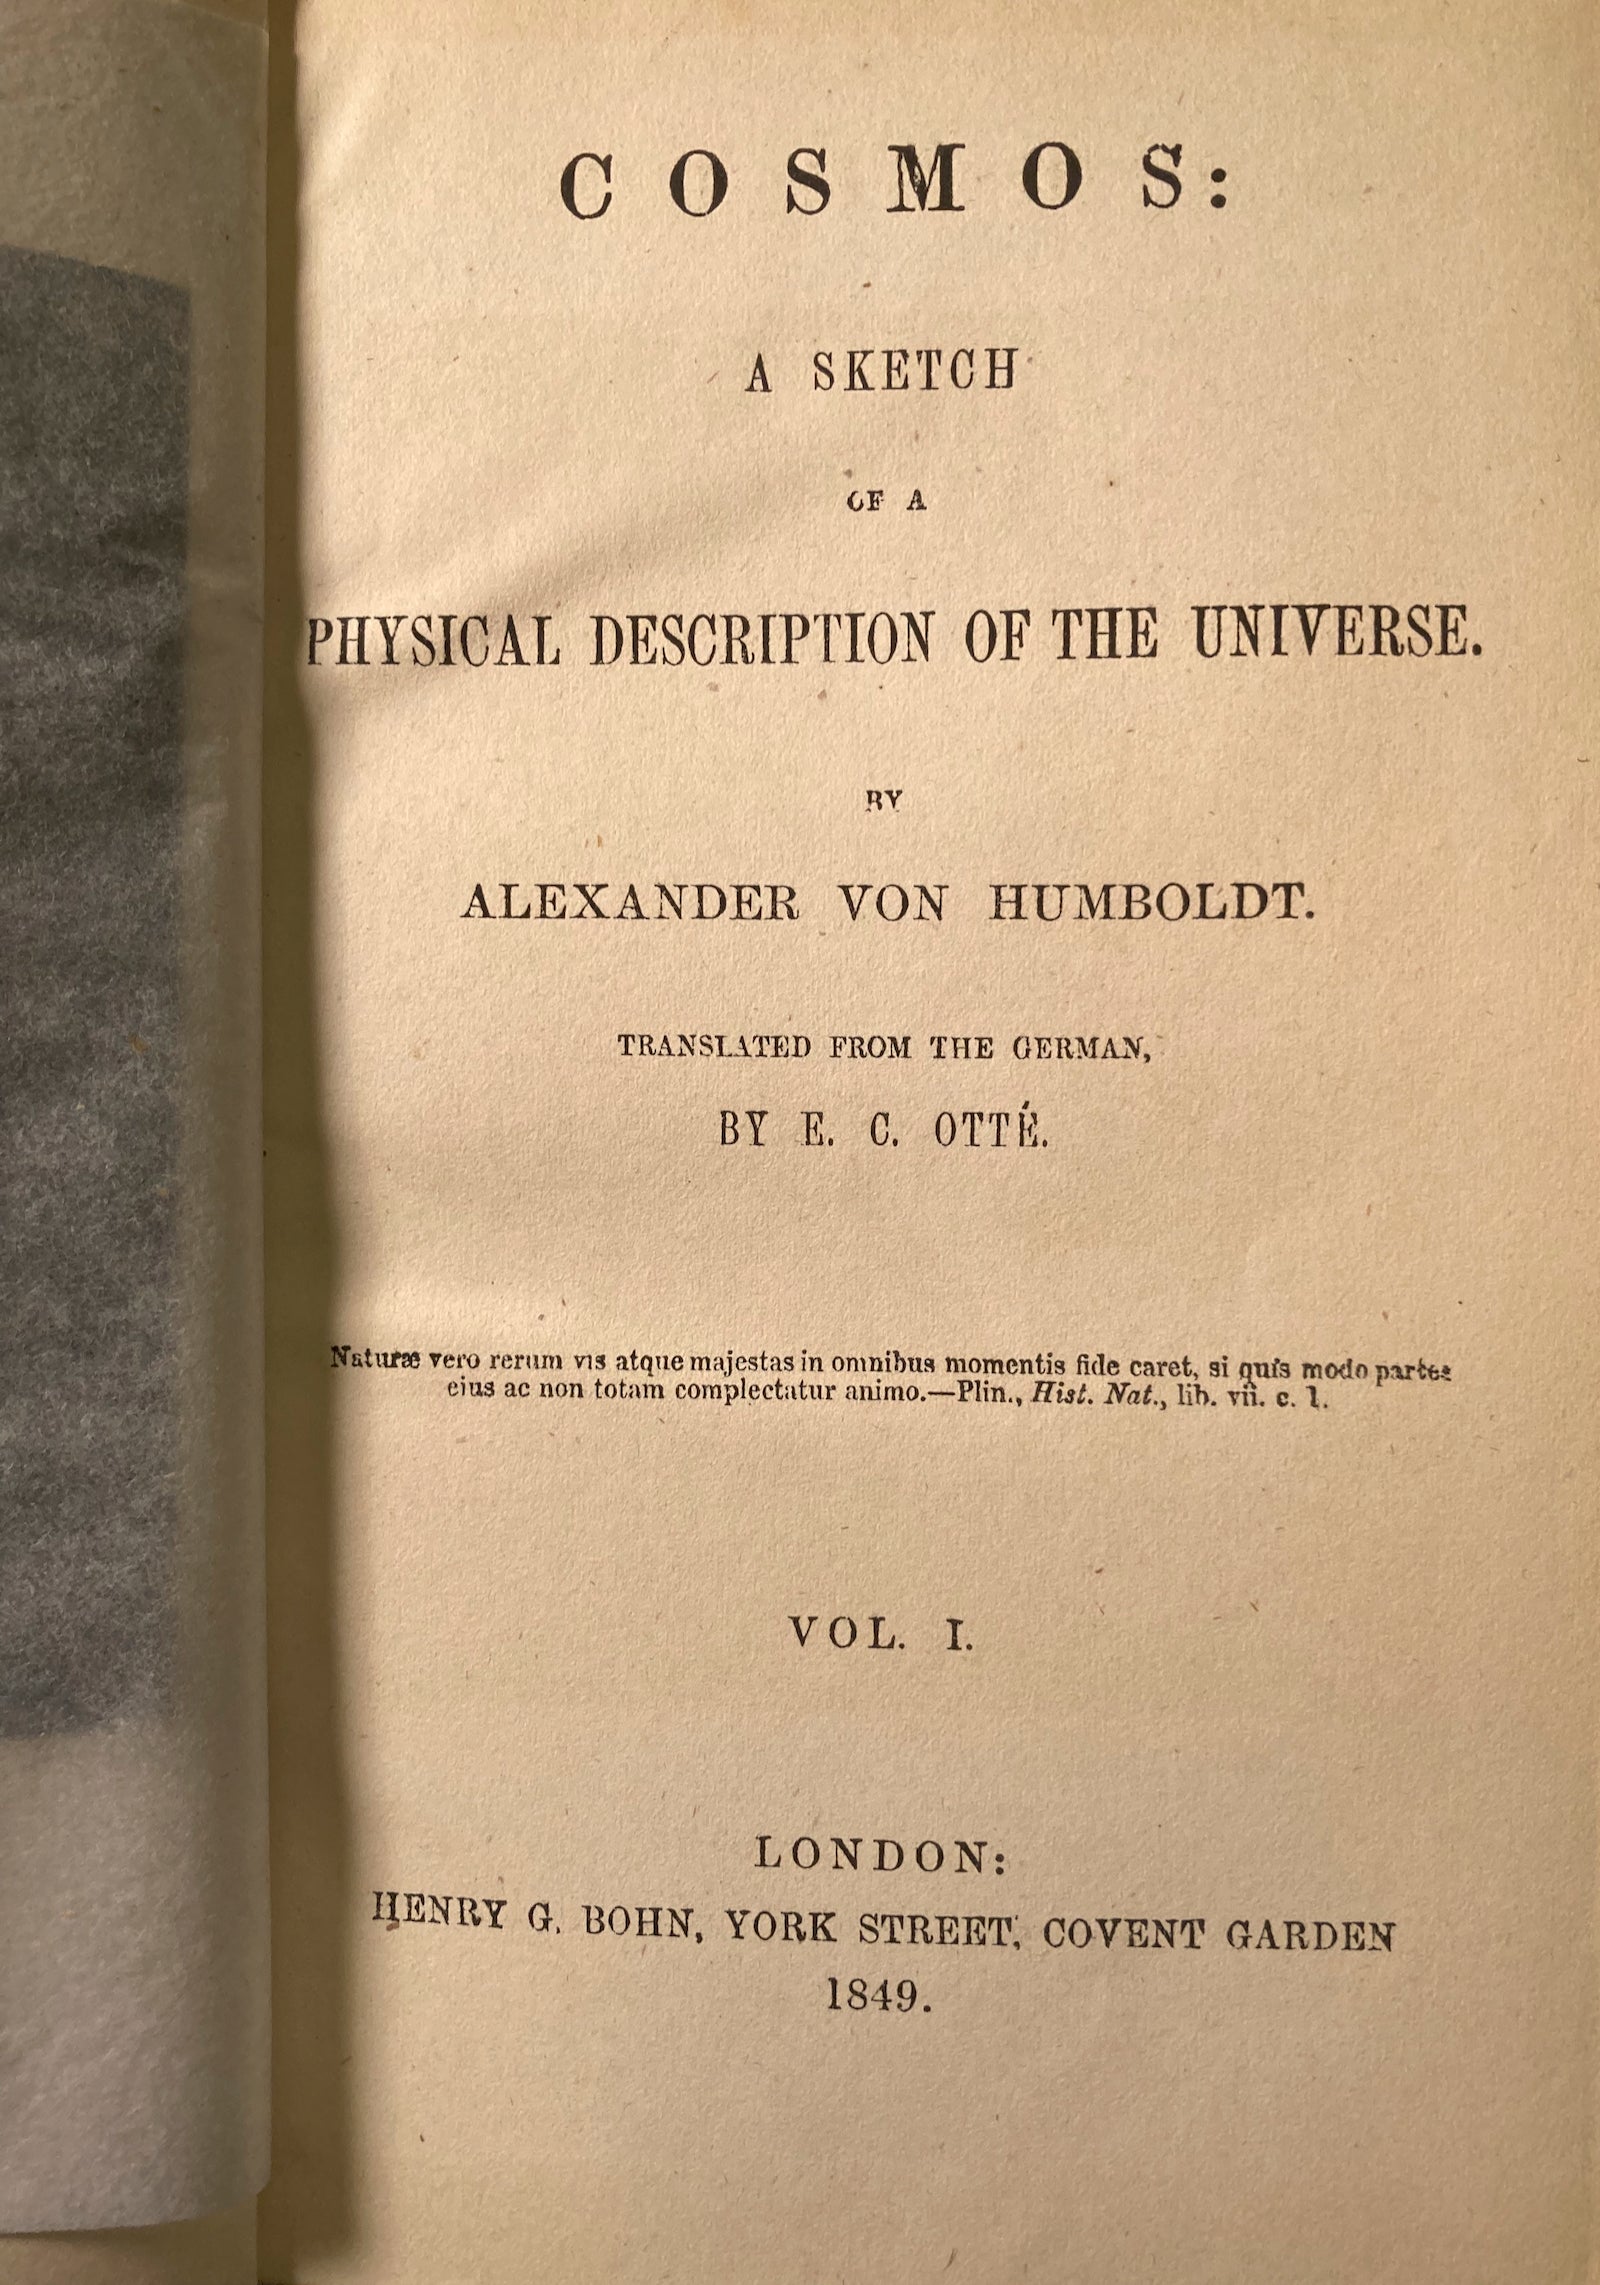 COSMOS:
A SKETCH
OF A
PHYSICAL DESCRIPTION OF THE UNIVERSE.
BY
ALEXANDER VON HUMBOLDT.
TRANSLATED FROM THE GERMAN,
BY E. C. OTTÉ.
Naturæ vero rerum vis atque majestas in omnibus momentis fide caret, si quis modo partes
eius ac non totam complectatur animo.—Plin., Hist. Nat., lib. vii. c. 1.
VOL. I.
LONDON:
HENRY G. BOHN, YORK STREET, COVENT GARDEN
1849.